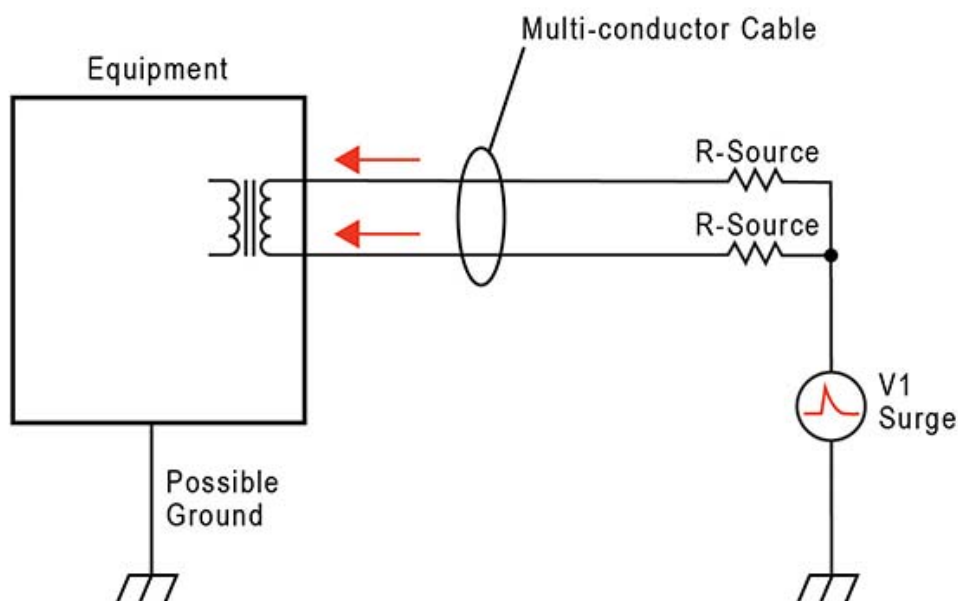 Multi-conductor Cable
Equipment
R-Source
R-Source
V1
Surge
Possible
Ground